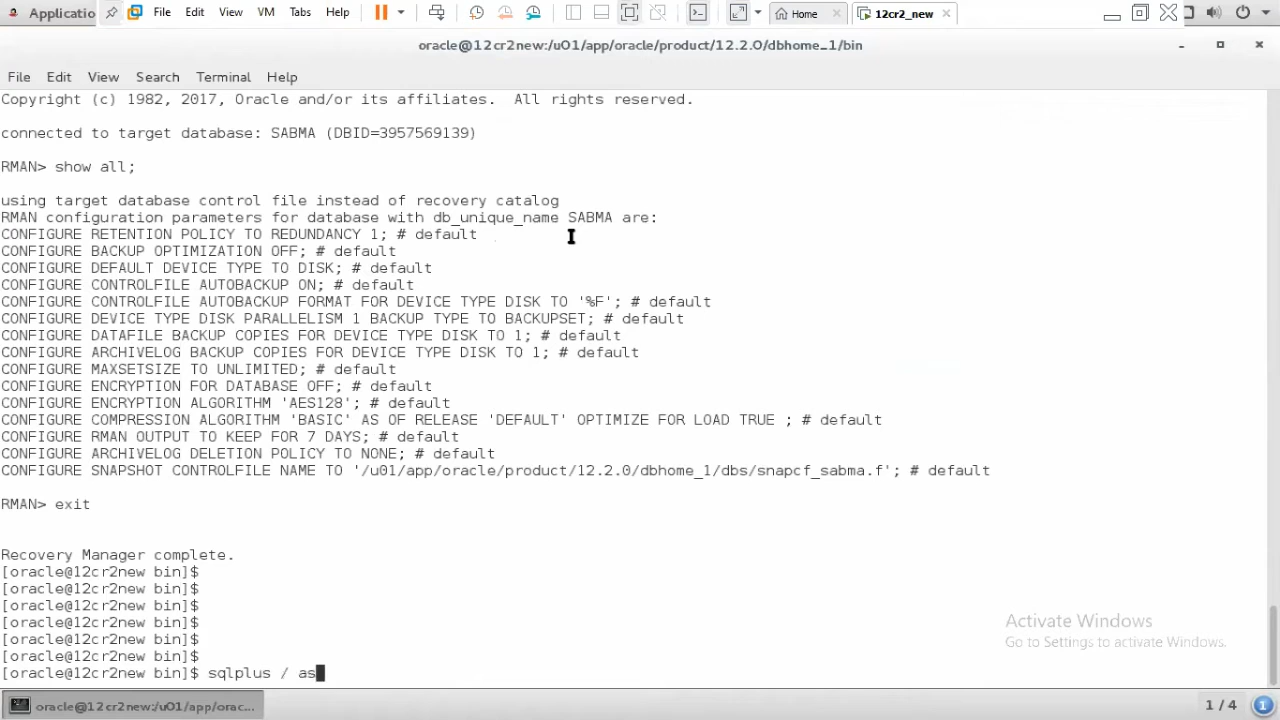 Applicatio File Edit View VM Tabs Help Home 12cr2_new
oracle@12cr2new:/u01/app/oracle/product/12.2.0/dbhome_1/bin
File Edit View Search Terminal Help
Copyright (c) 1982, 2017, Oracle and/or its affiliates.  All rights reserved.
connected to target database: SABMA (DBID=3957569139)
RMAN> show all;
using target database control file instead of recovery catalog
RMAN configuration parameters for database with db_unique_name SABMA are:
CONFIGURE RETENTION POLICY TO REDUNDANCY 1; # default
CONFIGURE BACKUP OPTIMIZATION OFF; # default
CONFIGURE DEFAULT DEVICE TYPE TO DISK; # default
CONFIGURE CONTROLFILE AUTOBACKUP ON; # default
CONFIGURE CONTROLFILE AUTOBACKUP FORMAT FOR DEVICE TYPE DISK TO '%F'; # default
CONFIGURE DEVICE TYPE DISK PARALLELISM 1 BACKUP TYPE TO BACKUPSET; # default
CONFIGURE DATAFILE BACKUP COPIES FOR DEVICE TYPE DISK TO 1; # default
CONFIGURE ARCHIVELOG BACKUP COPIES FOR DEVICE TYPE DISK TO 1; # default
CONFIGURE MAXSETSIZE TO UNLIMITED; # default
CONFIGURE ENCRYPTION FOR DATABASE OFF; # default
CONFIGURE ENCRYPTION ALGORITHM 'AES128'; # default
CONFIGURE COMPRESSION ALGORITHM 'BASIC' AS OF RELEASE 'DEFAULT' OPTIMIZE FOR LOAD TRUE ; # default
CONFIGURE RMAN OUTPUT TO KEEP FOR 7 DAYS; # default
CONFIGURE ARCHIVELOG DELETION POLICY TO NONE; # default
CONFIGURE SNAPSHOT CONTROLFILE NAME TO '/u01/app/oracle/product/12.2.0/dbhome_1/dbs/snapcf_sabma.f'; # default
RMAN> exit
Recovery Manager complete.
[oracle@12cr2new bin]$
[oracle@12cr2new bin]$
[oracle@12cr2new bin]$
[oracle@12cr2new bin]$
[oracle@12cr2new bin]$
[oracle@12cr2new bin]$
[oracle@12cr2new bin]$ sqlplus / as
Activate Windows
Go to Settings to activate Windows.
oracle@12cr2new:/u01/app/orac... 1 / 4 1